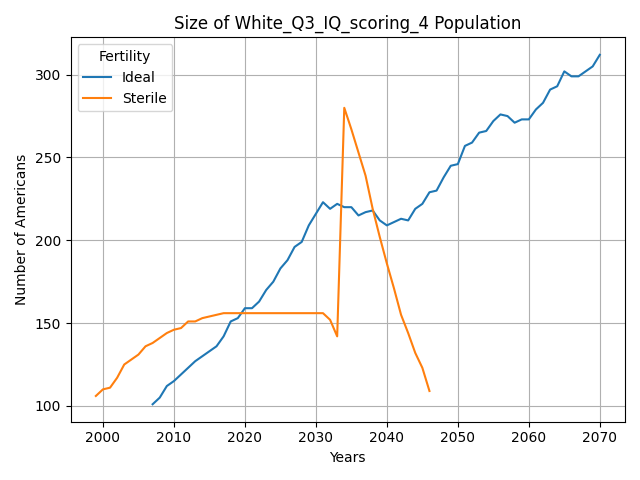 Size of White_Q3_IQ_scoring_4 Population
Fertility
Ideal
Sterile
Number of Americans
300
250
200
150
100
2000 2010 2020 2030 2040 2050 2060 2070
Years